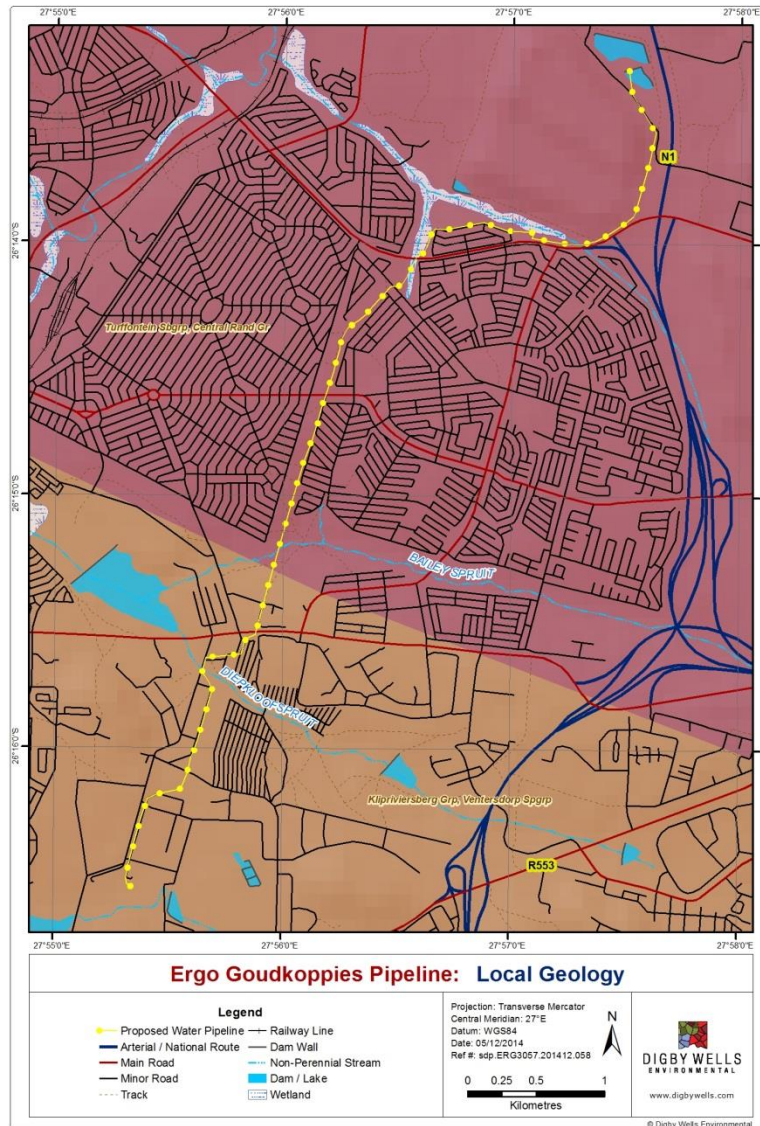 27°55'0"E 27°56'0"E 27°57'0"E 27°58'0"E
N1
26°14'0"S
Turffontein Sbgrp, Central Rand Gr
26°15'0"S
BAILEY SPRUIT
DIEPKLOOFSPRUIT
26°16'0"S
Klipriviersberg Grp, Ventersdorp Spgrp
R553
27°55'0"E 27°56'0"E 27°57'0"E 27°58'0"E
Ergo Goudkoppies Pipeline: Local Geology
Legend
Proposed Water Pipeline
Arterial / National Route
Main Road
Minor Road
Track
Railway Line
Dam Wall
Non-Perennial Stream
Dam / Lake
Wetland
Projection: Transverse Mercator
Central Meridian: 27°E
Datum: WGS84
Date: 05/12/2014
Ref #: sdp.ERG3057.201412.058
N
0 0.25 0.5 1
Kilometres
DIGBY WELLS
ENVIRONMENTAL
www.digbywells.com
© Digby Wells Environmental